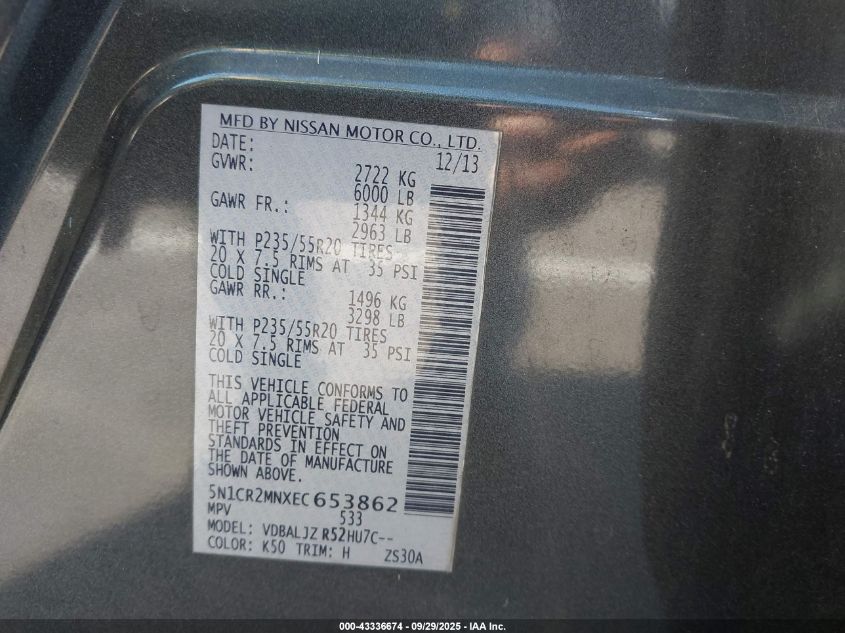 MFD BY NISSAN MOTOR CO., LTD.
DATE: 12/13
GVWR: 2722 KG
6000 LB
GAWR FR.: 1344 KG
2963 LB
WITH P235/55R20 TIRES
20 X 7.5 RIMS AT 35 PSI
COLD SINGLE
GAWR RR.: 1496 KG
3298 LB
WITH P235/55R20 TIRES
20 X 7.5 RIMS AT 35 PSI
COLD SINGLE
THIS VEHICLE CONFORMS TO
ALL APPLICABLE FEDERAL
MOTOR VEHICLE SAFETY AND
THEFT PREVENTION
STANDARDS IN EFFECT ON
THE DATE OF MANUFACTURE
SHOWN ABOVE.
5N1CR2MNXEC653862
MPV 533
MODEL: VDBALJZ R52HU7C--
COLOR: K50 TRIM: H ZS30A
000-43336674 / 09/29/2025 - IAA Inc.